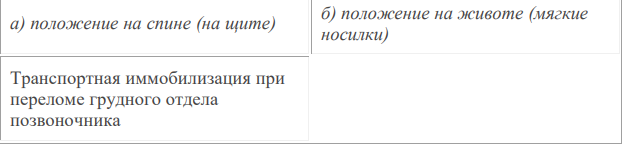 а) положение на спине (на щите)
б) положение на животе (мягкие
носилки)
Транспортная иммобилизация при
переломе грудного отдела
позвоночника